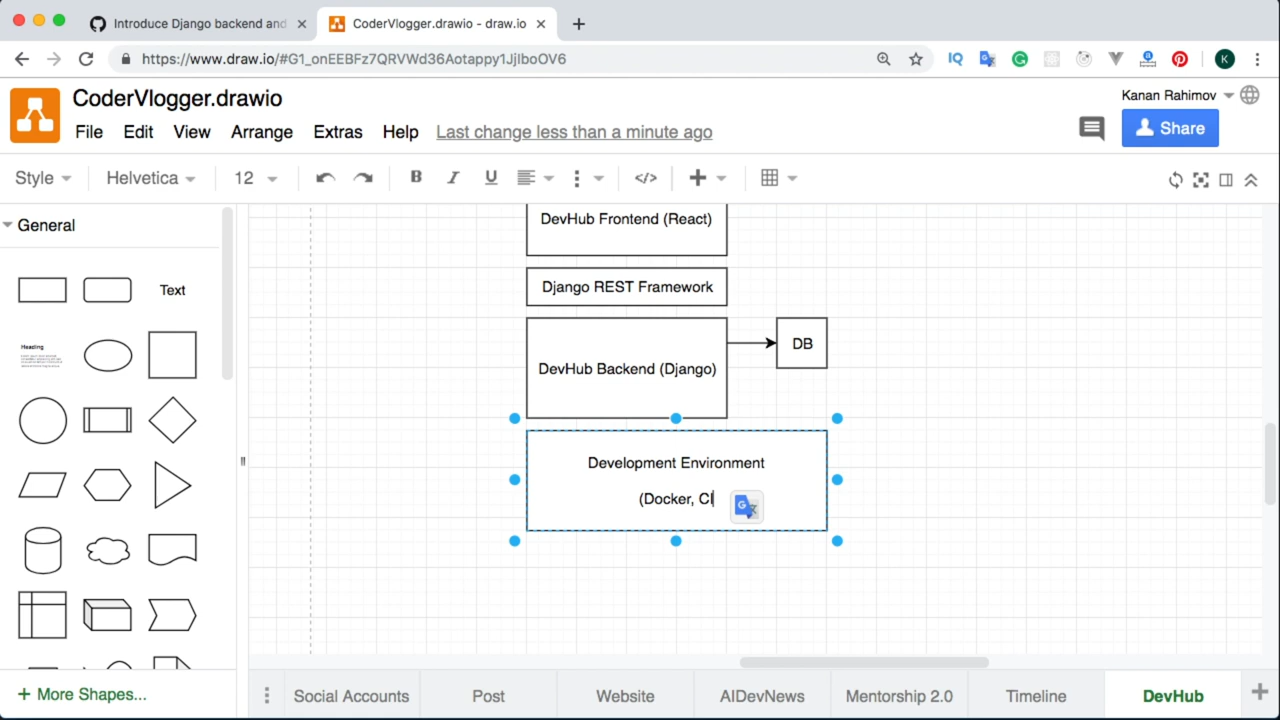 Introduce Django backend and
CoderVlogger.drawio - draw.io
https://www.draw.io/#G1_onEEBFz7QRVWd36Aotappy1JjIboOV6
IQ
K
CoderVlogger.drawio
Kanan Rahimov
File Edit View Arrange Extras Help Last change less than a minute ago
Share
Style Helvetica 12 B I U </>
General
Text
Heading
DevHub Frontend (React)
Django REST Framework
DevHub Backend (Django)
DB
Development Environment
(Docker, CI
G
+ More Shapes...
Social Accounts Post Website AIDevNews Mentorship 2.0 Timeline DevHub